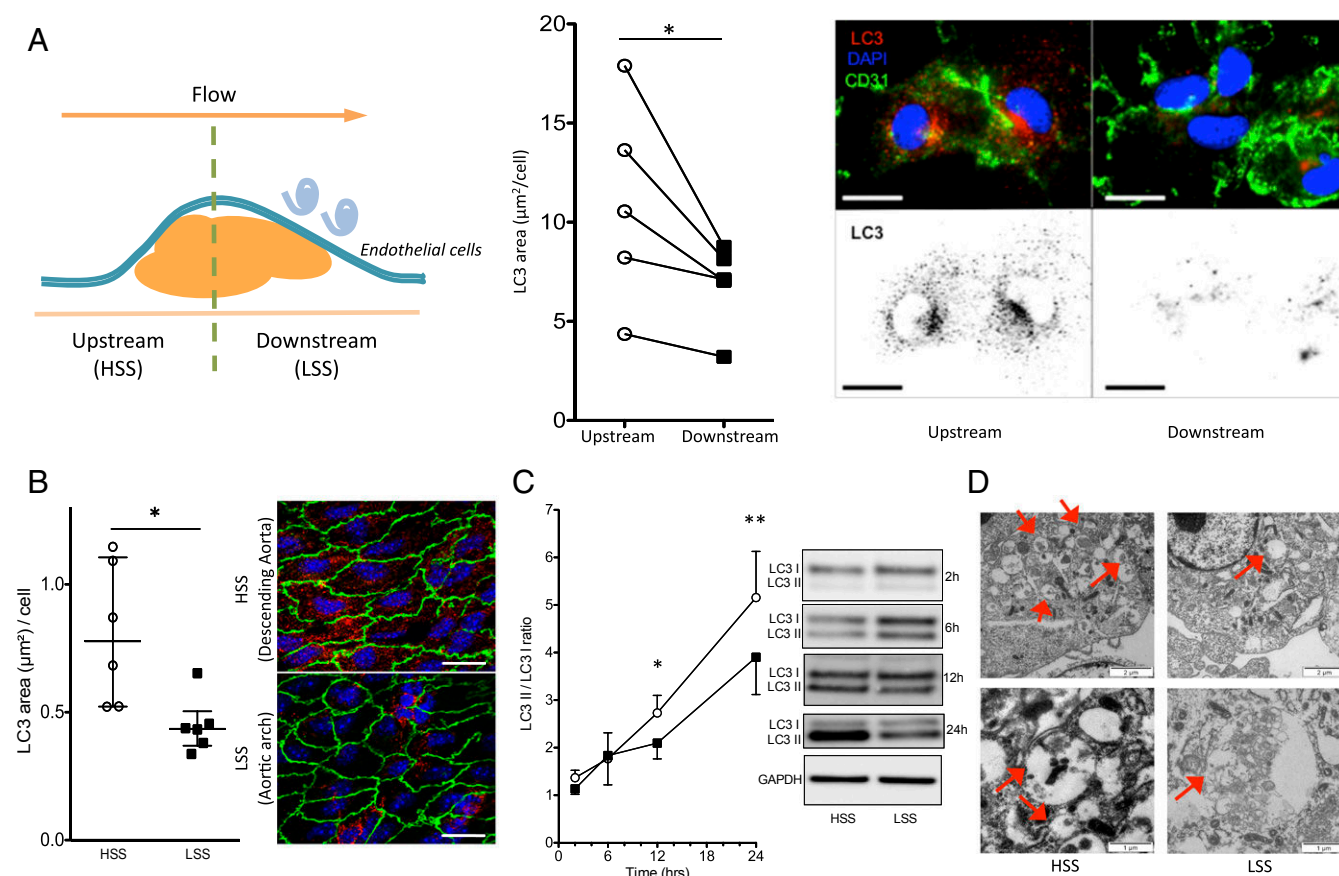 A
Flow
Endothelial cells
Upstream
(HSS)
Downstream
(LSS)
LC3 area (µm²/cell)
20
15
10
5
0
*
Upstream
Downstream
LC3
DAPI
CD31
LC3
Upstream
Downstream
B
LC3 area (µm²) / cell
1.0
0.5
0.0
*
HSS
LSS
HSS
(Descending Aorta)
LSS
(Aortic arch)
C
LC3 II / LC3 I ratio
7
6
5
4
3
2
1
0
*
**
0
6
12
18
24
Time (hrs)
LC3 I
LC3 II
2h
LC3 I
LC3 II
6h
LC3 I
LC3 II
12h
LC3 I
LC3 II
24h
GAPDH
HSS
LSS
D
2 µm
2 µm
1 µm
1 µm
HSS
LSS